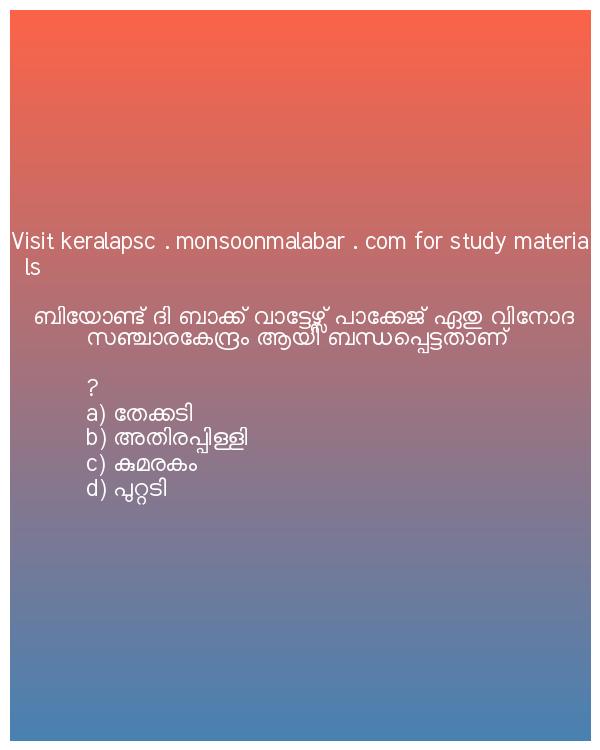 Visit keralapsc . monsoonmalabar . com for study materia
ls
ബിയോണ്ട് ദി ബാക്ക് വാട്ടേഴ്സ് പാക്കേജ് ഏതു വിനോദ
സഞ്ചാരകേന്ദ്രം ആയി ബന്ധപ്പെട്ടതാണ്
?
a) തേക്കടി
b) അതിരപ്പിള്ളി
c) കുമരകം
d) പുറ്റടി